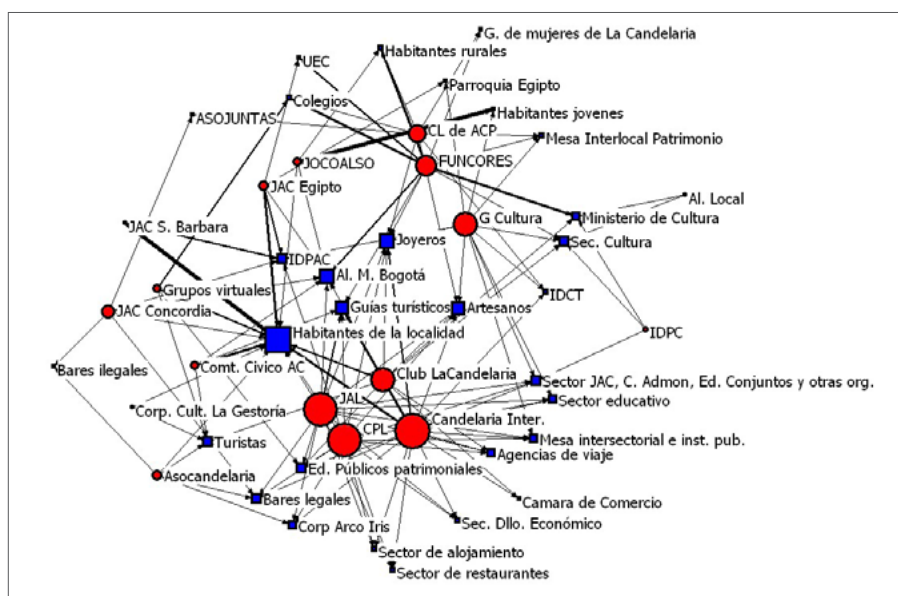 G. de mujeres de La Candelaria
Habitantes rurales
UEC
Parroquia Egipto
Colegios
Habitantes jovenes
ASOJUNTAS
CL de ACP
Mesa Interlocal Patrimonio
JOCOALSO
FUNCORES
JAC Egipto
Al. Local
JAC S. Barbara
G Cultura
Ministerio de Cultura
Joyeros
Sec. Cultura
IDPAC
Al. M. Bogotá
Grupos virtuales
IDCT
JAC Concordia
Guías turísticos
Artesanos
Habitantes de la localidad
IDPC
Bares ilegales
Comt. Civico AC
Club LaCandelaria
Sector JAC, C. Admon, Ed. Conjuntos y otras org.
JAL
Sector educativo
Corp. Cult. La Gestoría
Candelaria Inter.
CPL
Turistas
Mesa intersectorial e inst. pub.
Agencias de viaje
Asocandelaria
Ed. Públicos patrimoniales
Bares legales
Camara de Comercio
Corp Arco Iris
Sec. Dllo. Económico
Sector de alojamiento
Sector de restaurantes